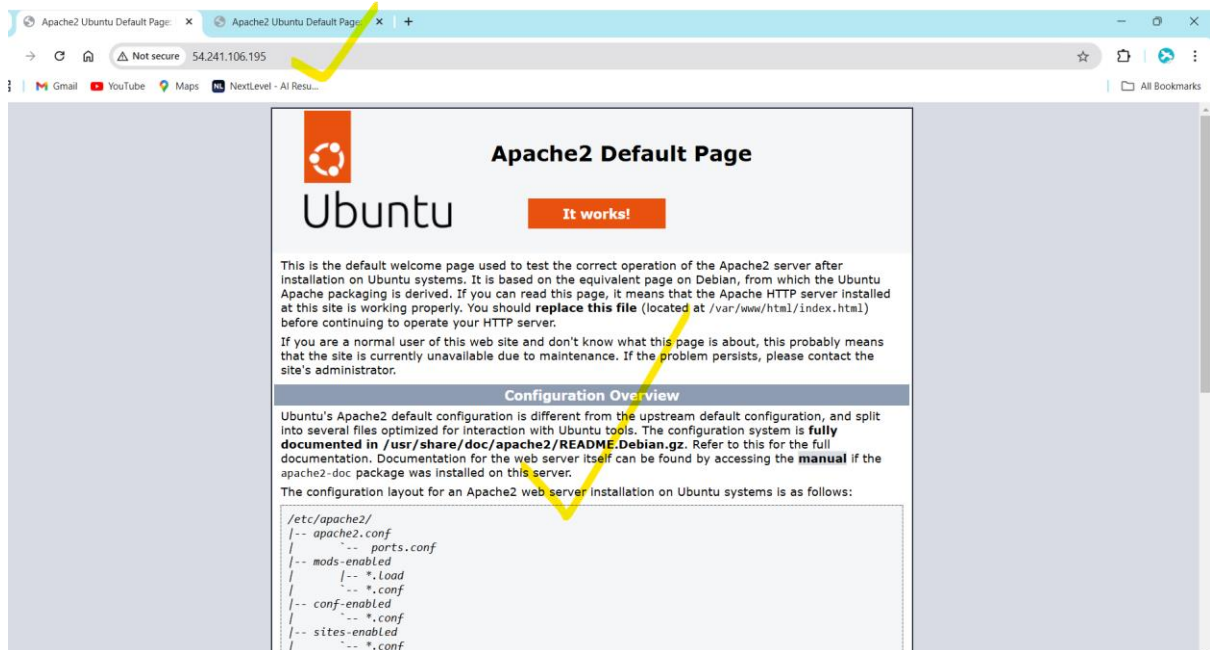 Apache2 Ubuntu Default Page:
Apache2 Ubuntu Default Page:
Not secure 54.241.106.195
Gmail YouTube Maps NL NextLevel - AI Resu...
All Bookmarks
Ubuntu
Apache2 Default Page
It works!
This is the default welcome page used to test the correct operation of the Apache2 server after
installation on Ubuntu systems. It is based on the equivalent page on Debian, from which the Ubuntu
Apache packaging is derived. If you can read this page, it means that the Apache HTTP server installed
at this site is working properly. You should replace this file (located at /var/www/html/index.html)
before continuing to operate your HTTP server.
If you are a normal user of this web site and don't know what this page is about, this probably means
that the site is currently unavailable due to maintenance. If the problem persists, please contact the
site's administrator.
Configuration Overview
Ubuntu's Apache2 default configuration is different from the upstream default configuration, and split
into several files optimized for interaction with Ubuntu tools. The configuration system is fully
documented in /usr/share/doc/apache2/README.Debian.gz. Refer to this for the full
documentation. Documentation for the web server itself can be found by accessing the manual if the
apache2-doc package was installed on this server.
The configuration layout for an Apache2 web server installation on Ubuntu systems is as follows:
/etc/apache2/
|-- apache2.conf
|       `--  ports.conf
|-- mods-enabled
|       |-- *.load
|       `-- *.conf
|-- conf-enabled
|       `-- *.conf
|-- sites-enabled
|       `-- *.conf